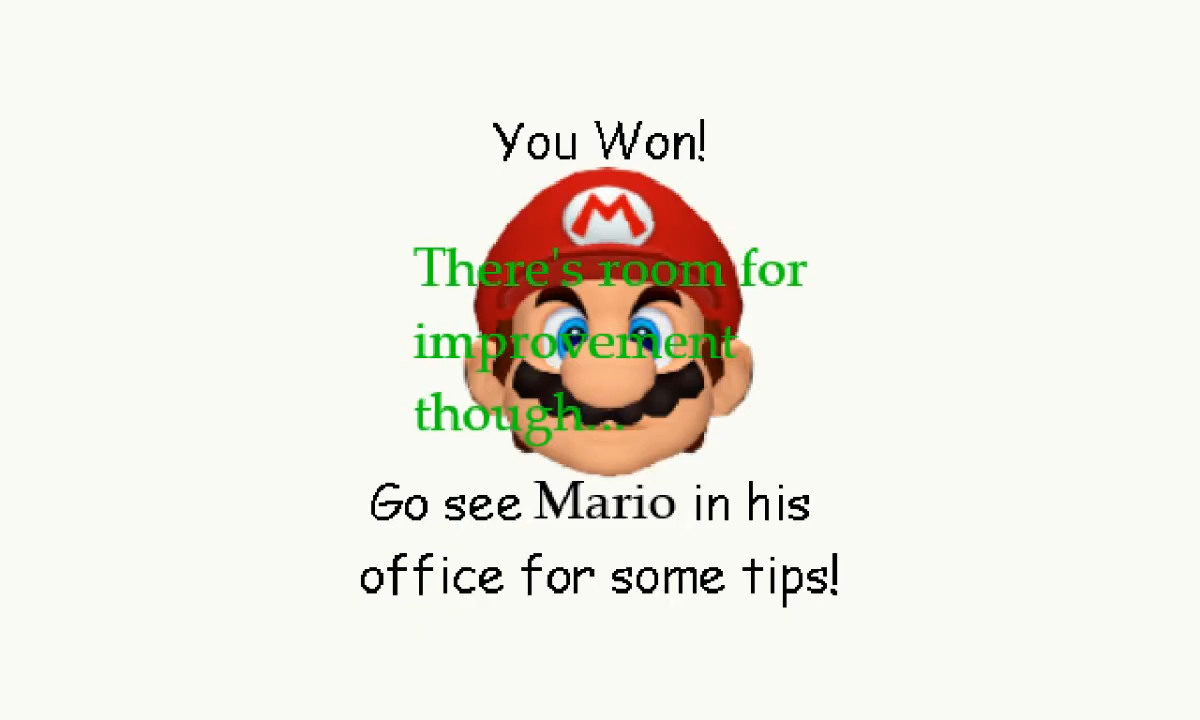 You Won!
M
There's room for
improvement
though...
Go see Mario in his
office for some tips!